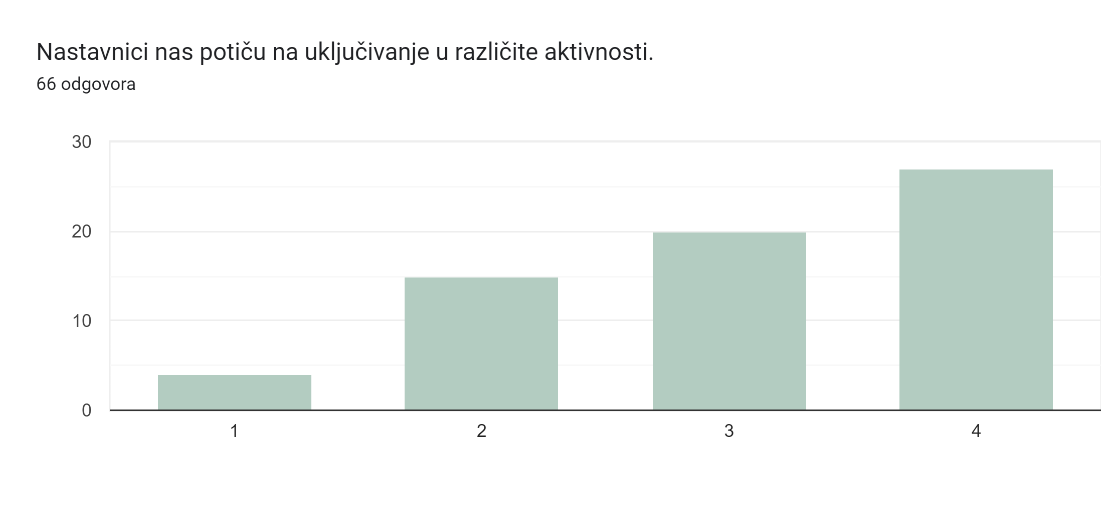 Nastavnici nas potiču na uključivanje u različite aktivnosti.
66 odgovora
30
20
10
0
1 2 3 4